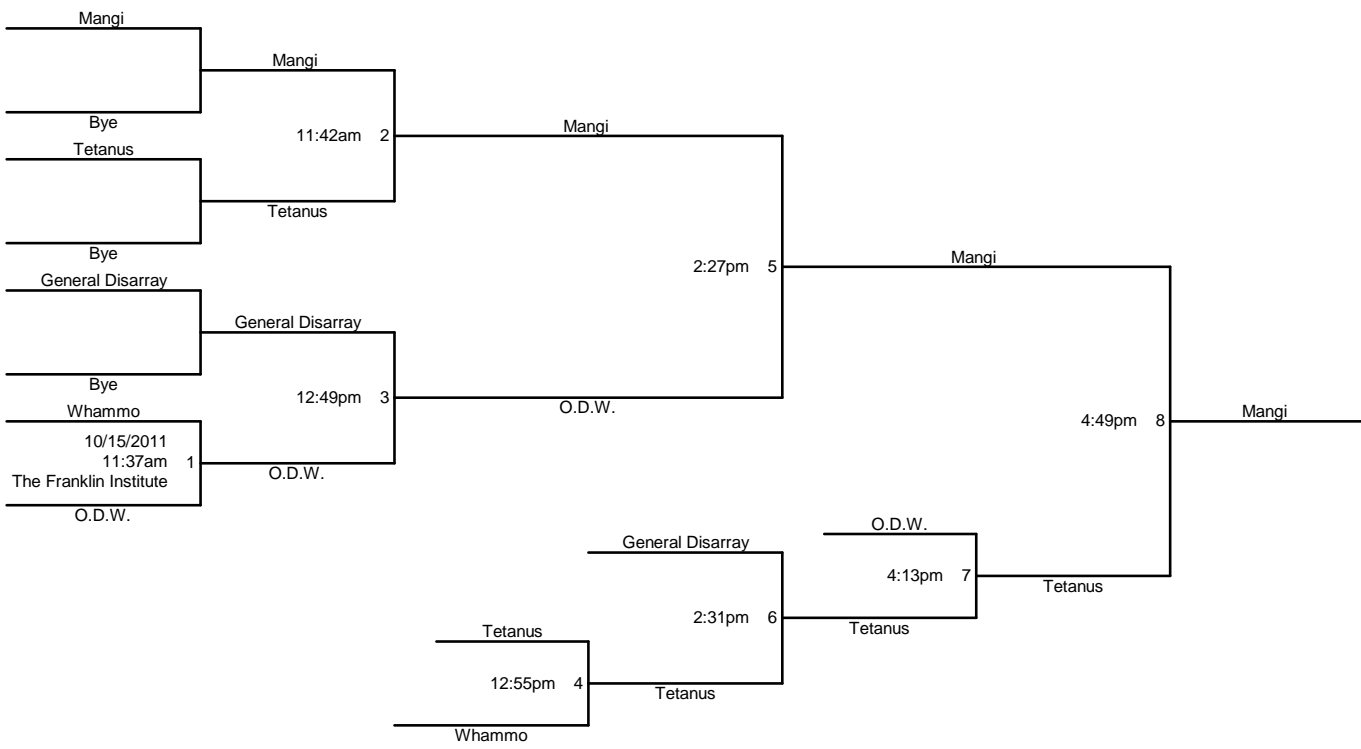 Mangi
Mangi
Bye
11:42am 2
Mangi
Tetanus
Tetanus
Bye
2:27pm 5
Mangi
General Disarray
General Disarray
Bye
12:49pm 3
O.D.W.
Whammo
10/15/2011
11:37am 1
The Franklin Institute
O.D.W.
O.D.W.
4:49pm 8
Mangi
O.D.W.
General Disarray
4:13pm 7
Tetanus
2:31pm 6
Tetanus
Tetanus
12:55pm 4
Tetanus
Whammo